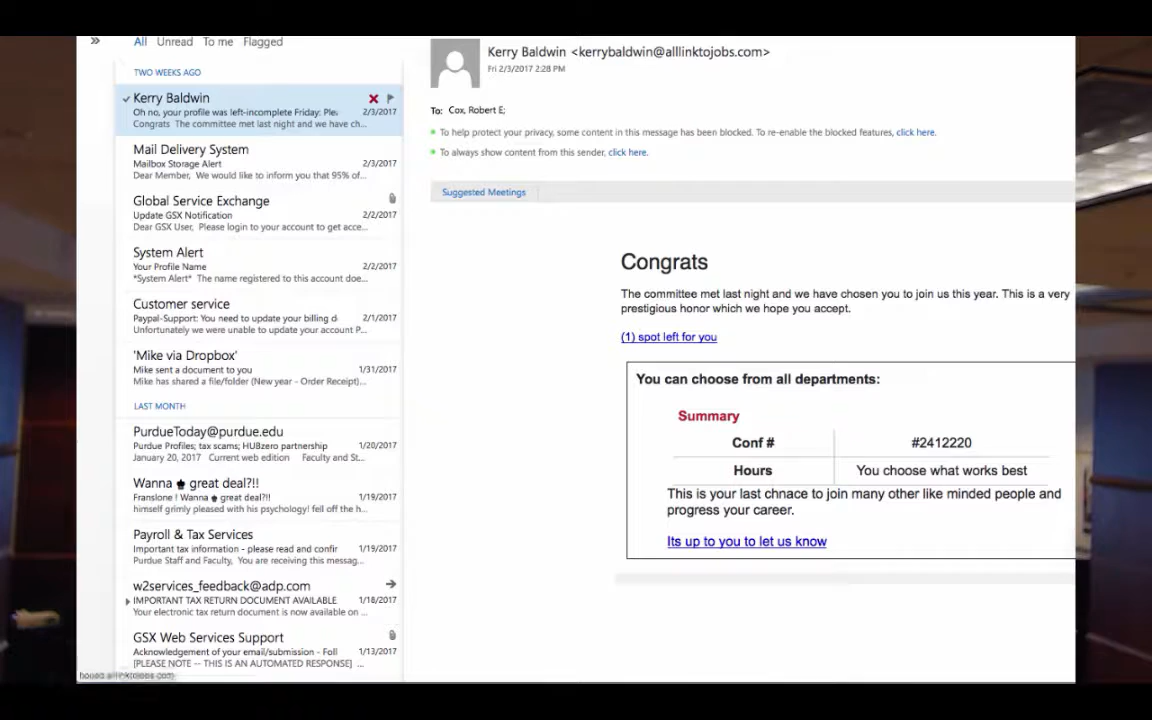 »
All Unread To me Flagged
TWO WEEKS AGO
Kerry Baldwin
Oh no, your profile was left-incomplete Friday: Ple 2/3/2017
Congrats The committee met last night and we have ch...
Mail Delivery System
Mailbox Storage Alert 2/3/2017
Dear Member, We would like to inform you that 95% of...
Global Service Exchange
Update GSX Notification 2/2/2017
Dear GSX User, Please login to your account to get acce...
System Alert
Your Profile Name 2/2/2017
*System Alert* The name registered to this account doe...
Customer service
Paypal-Support: You need to update your billing d 2/1/2017
Unfortunately we were unable to update your account P...
'Mike via Dropbox'
Mike sent a document to you 1/31/2017
Mike has shared a file/folder (New year - Order Receipt)...
LAST MONTH
PurdueToday@purdue.edu
Purdue Profiles; tax scams; HUBzero partnership 1/20/2017
January 20, 2017 Current web edition Faculty and St...
Wanna great deal?!!
Franslone ! Wanna great deal?!! 1/19/2017
himself grimly pleased with his psychology! fell off the h...
Payroll & Tax Services
Important tax information - please read and confir 1/19/2017
Purdue Staff and Faculty, You are receiving this messag...
w2services_feedback@adp.com
IMPORTANT TAX RETURN DOCUMENT AVAILABLE 1/18/2017
Your electronic tax return document is now available on ...
GSX Web Services Support
Acknowledgement of your email/submission - Foll 1/13/2017
[PLEASE NOTE -- THIS IS AN AUTOMATED RESPONSE] ...
Kerry Baldwin <kerrybaldwin@alllinktojobs.com>
Fri 2/3/2017 2:28 PM
To: Cox, Robert E;
To help protect your privacy, some content in this message has been blocked. To re-enable the blocked features, click here.
To always show content from this sender, click here.
Suggested Meetings
Congrats
The committee met last night and we have chosen you to join us this year. This is a very
prestigious honor which we hope you accept.
(1) spot left for you
You can choose from all departments:
Summary
Conf # #2412220
Hours You choose what works best
This is your last chnace to join many other like minded people and
progress your career.
Its up to you to let us know